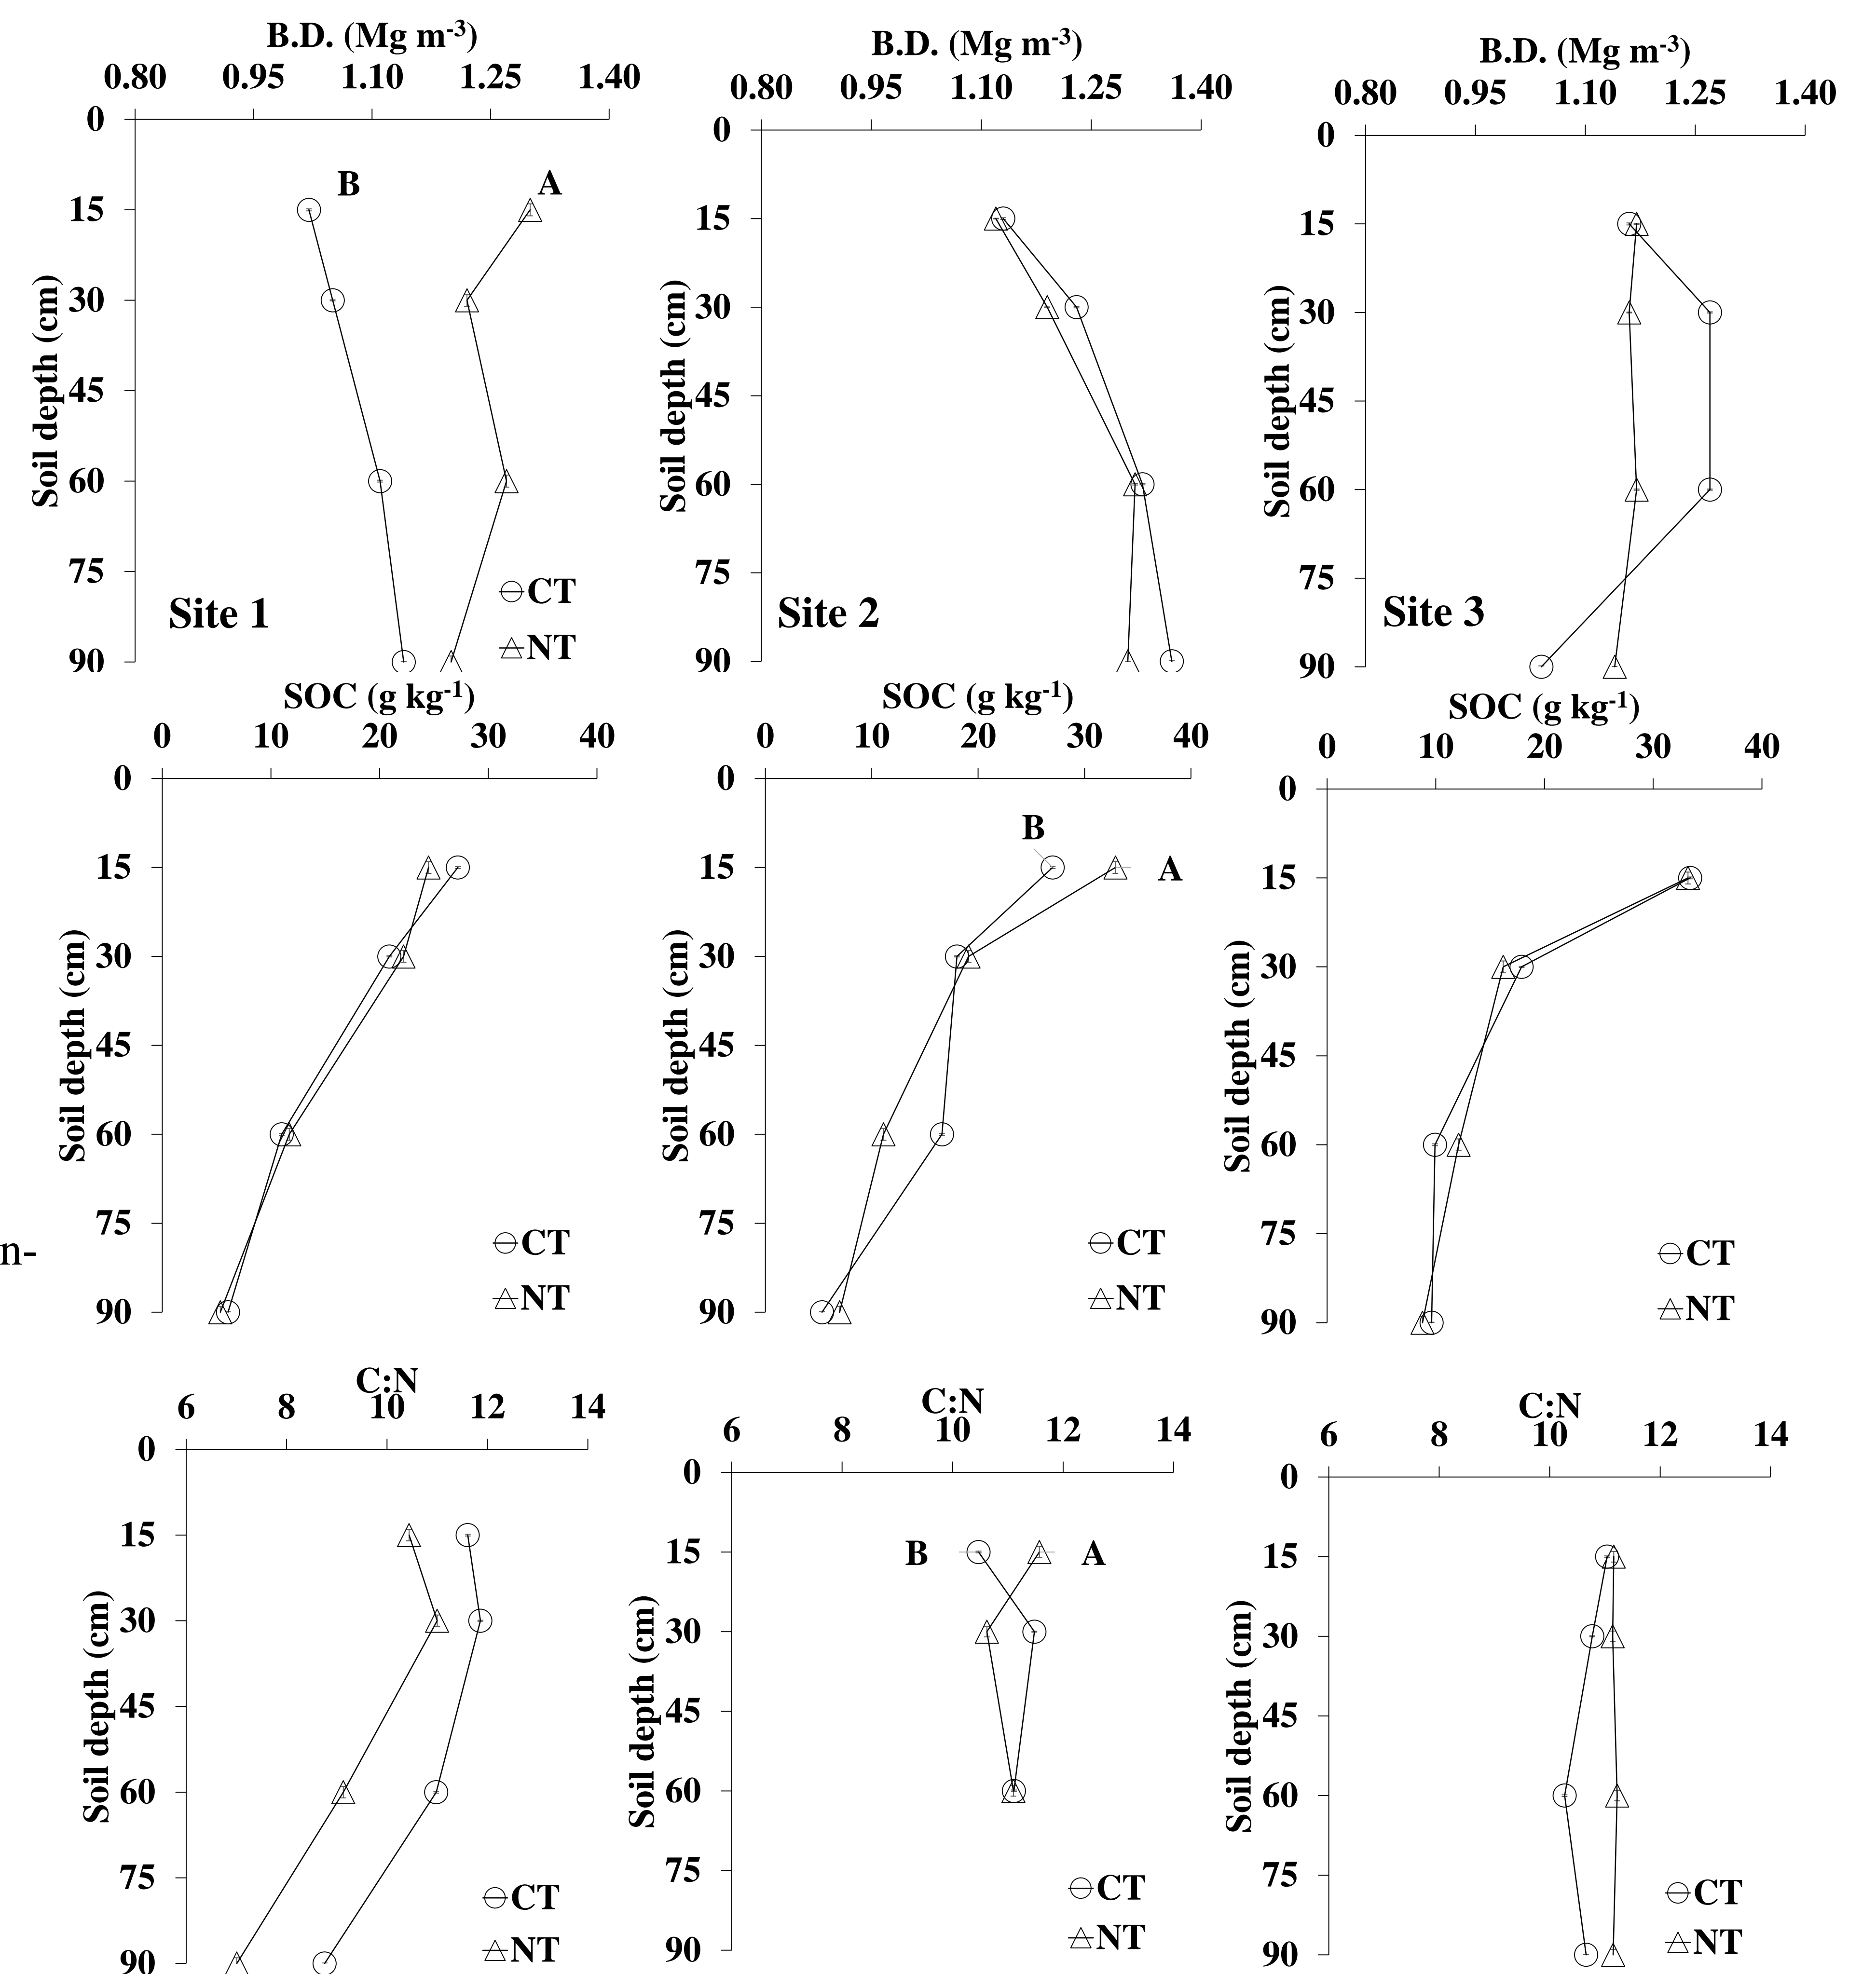 B.D. (Mg m-3)
0.80 0.95 1.10 1.25 1.40
0
15
30
45
60
75
90
Soil depth (cm)
B
A
Site 1
CT
NT
B.D. (Mg m-3)
0.80 0.95 1.10 1.25 1.40
0
15
30
45
60
75
90
Soil depth (cm)
Site 2
B.D. (Mg m-3)
0.80 0.95 1.10 1.25 1.40
0
15
30
45
60
75
90
Soil depth (cm)
Site 3
SOC (g kg-1)
0 10 20 30 40
0
15
30
45
60
75
90
Soil depth (cm)
CT
NT
n-
SOC (g kg-1)
0 10 20 30 40
0
15
30
45
60
75
90
Soil depth (cm)
B
A
CT
NT
SOC (g kg-1)
0 10 20 30 40
0
15
30
45
60
75
90
Soil depth (cm)
CT
NT
C:N
6 8 10 12 14
0
15
30
45
60
75
90
Soil depth (cm)
CT
NT
C:N
6 8 10 12 14
0
15
30
45
60
75
90
Soil depth (cm)
B
A
CT
NT
C:N
6 8 10 12 14
0
15
30
45
60
75
90
Soil depth (cm)
CT
NT